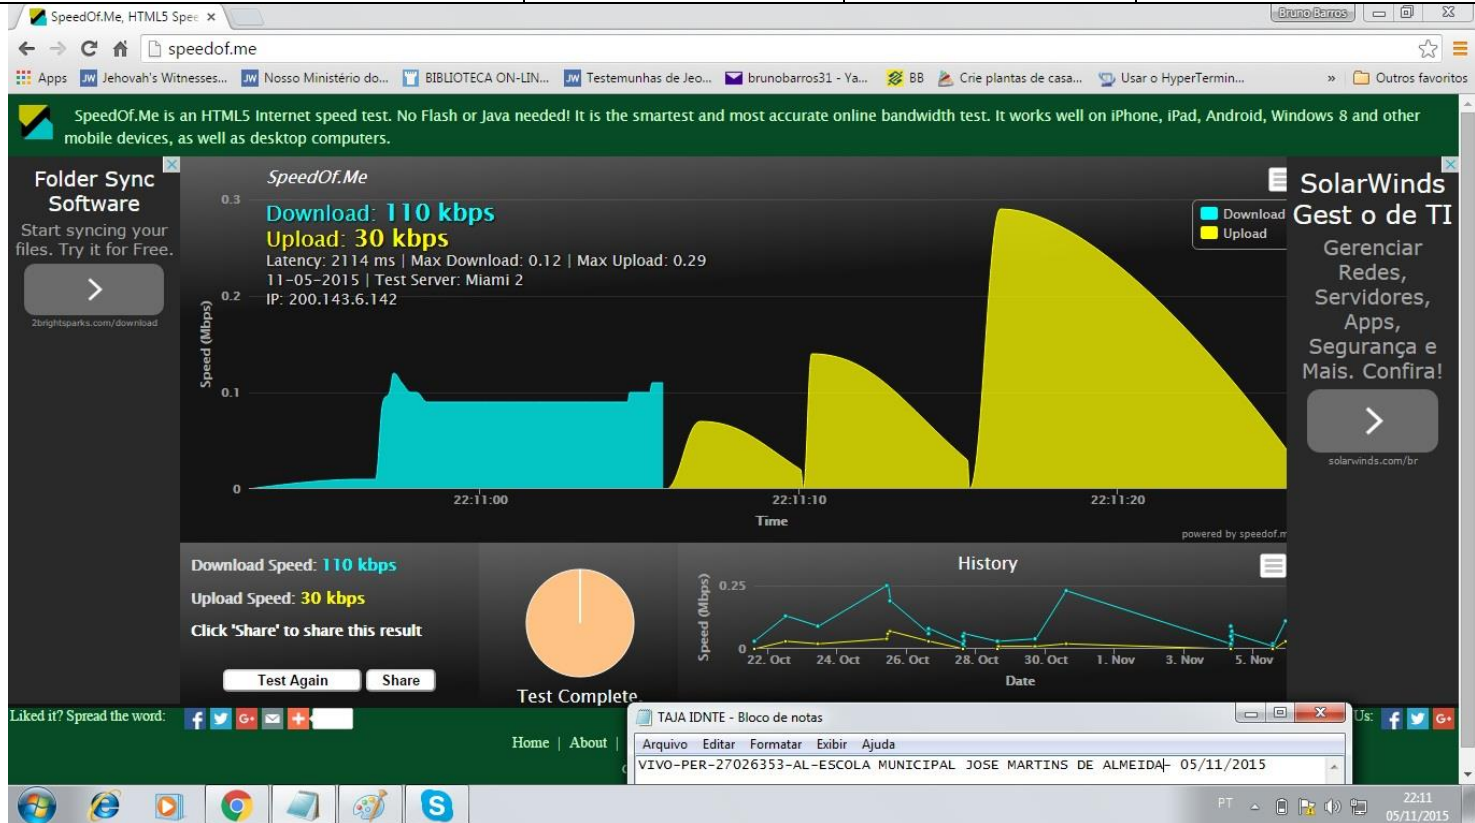 SpeedOf.Me, HTML5 Spee
Bruno Barros
speedof.me
Apps
Jehovah's Witnesses...
Nosso Ministério do...
BIBLIOTECA ON-LIN...
Testemunhas de Jeo...
brunobarros31 - Ya...
BB
Crie plantas de casa...
Usar o HyperTermin...
»
Outros favoritos
SpeedOf.Me is an HTML5 Internet speed test. No Flash or Java needed! It is the smartest and most accurate online bandwidth test. It works well on iPhone, iPad, Android, Windows 8 and other
mobile devices, as well as desktop computers.
Folder Sync
Software
Start syncing your
files. Try it for Free.
2brightsparks.com/download
SpeedOf.Me
Download: 110 kbps
Upload: 30 kbps
Latency: 2114 ms | Max Download: 0.12 | Max Upload: 0.29
11-05-2015 | Test Server: Miami 2
IP: 200.143.6.142
Download
Upload
0.3
0.2
0.1
0
Speed (Mbps)
22:11:00
22:11:10
22:11:20
Time
powered by speedof.m
SolarWinds
Gest o de TI
Gerenciar
Redes,
Servidores,
Apps,
Segurança e
Mais. Confira!
solarwinds.com/br
Download Speed: 110 kbps
Upload Speed: 30 kbps
Click 'Share' to share this result
Test Again
Share
Test Complete.
History
Speed (Mbps)
0.25
0
22. Oct
24. Oct
26. Oct
28. Oct
30. Oct
1. Nov
3. Nov
5. Nov
Date
Liked it? Spread the word:
Us:
Home | About |
TAJA IDNTE - Bloco de notas
Arquivo Editar Formatar Exibir Ajuda
VIVO-PER-27026353-AL-ESCOLA MUNICIPAL JOSE MARTINS DE ALMEIDA- 05/11/2015
PT
22:11
05/11/2015